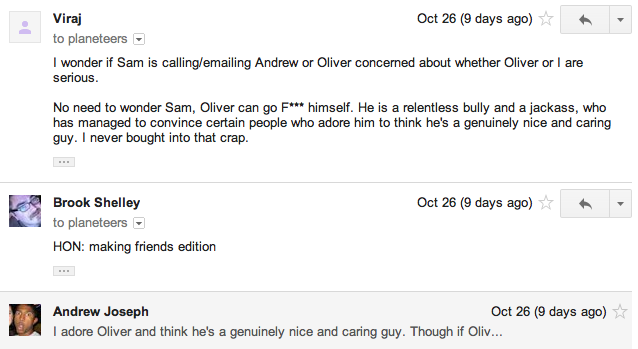 Viraj
Oct 26 (9 days ago)
to planeteers
I wonder if Sam is calling/emailing Andrew or Oliver concerned about whether Oliver or I are
serious.
No need to wonder Sam, Oliver can go F*** himself. He is a relentless bully and a jackass, who
has managed to convince certain people who adore him to think he's a genuinely nice and caring
guy. I never bought into that crap.
...
Brook Shelley
Oct 26 (9 days ago)
to planeteers
HON: making friends edition
...
Andrew Joseph
Oct 26 (9 days ago)
I adore Oliver and think he's a genuinely nice and caring guy. Though if Oliv...